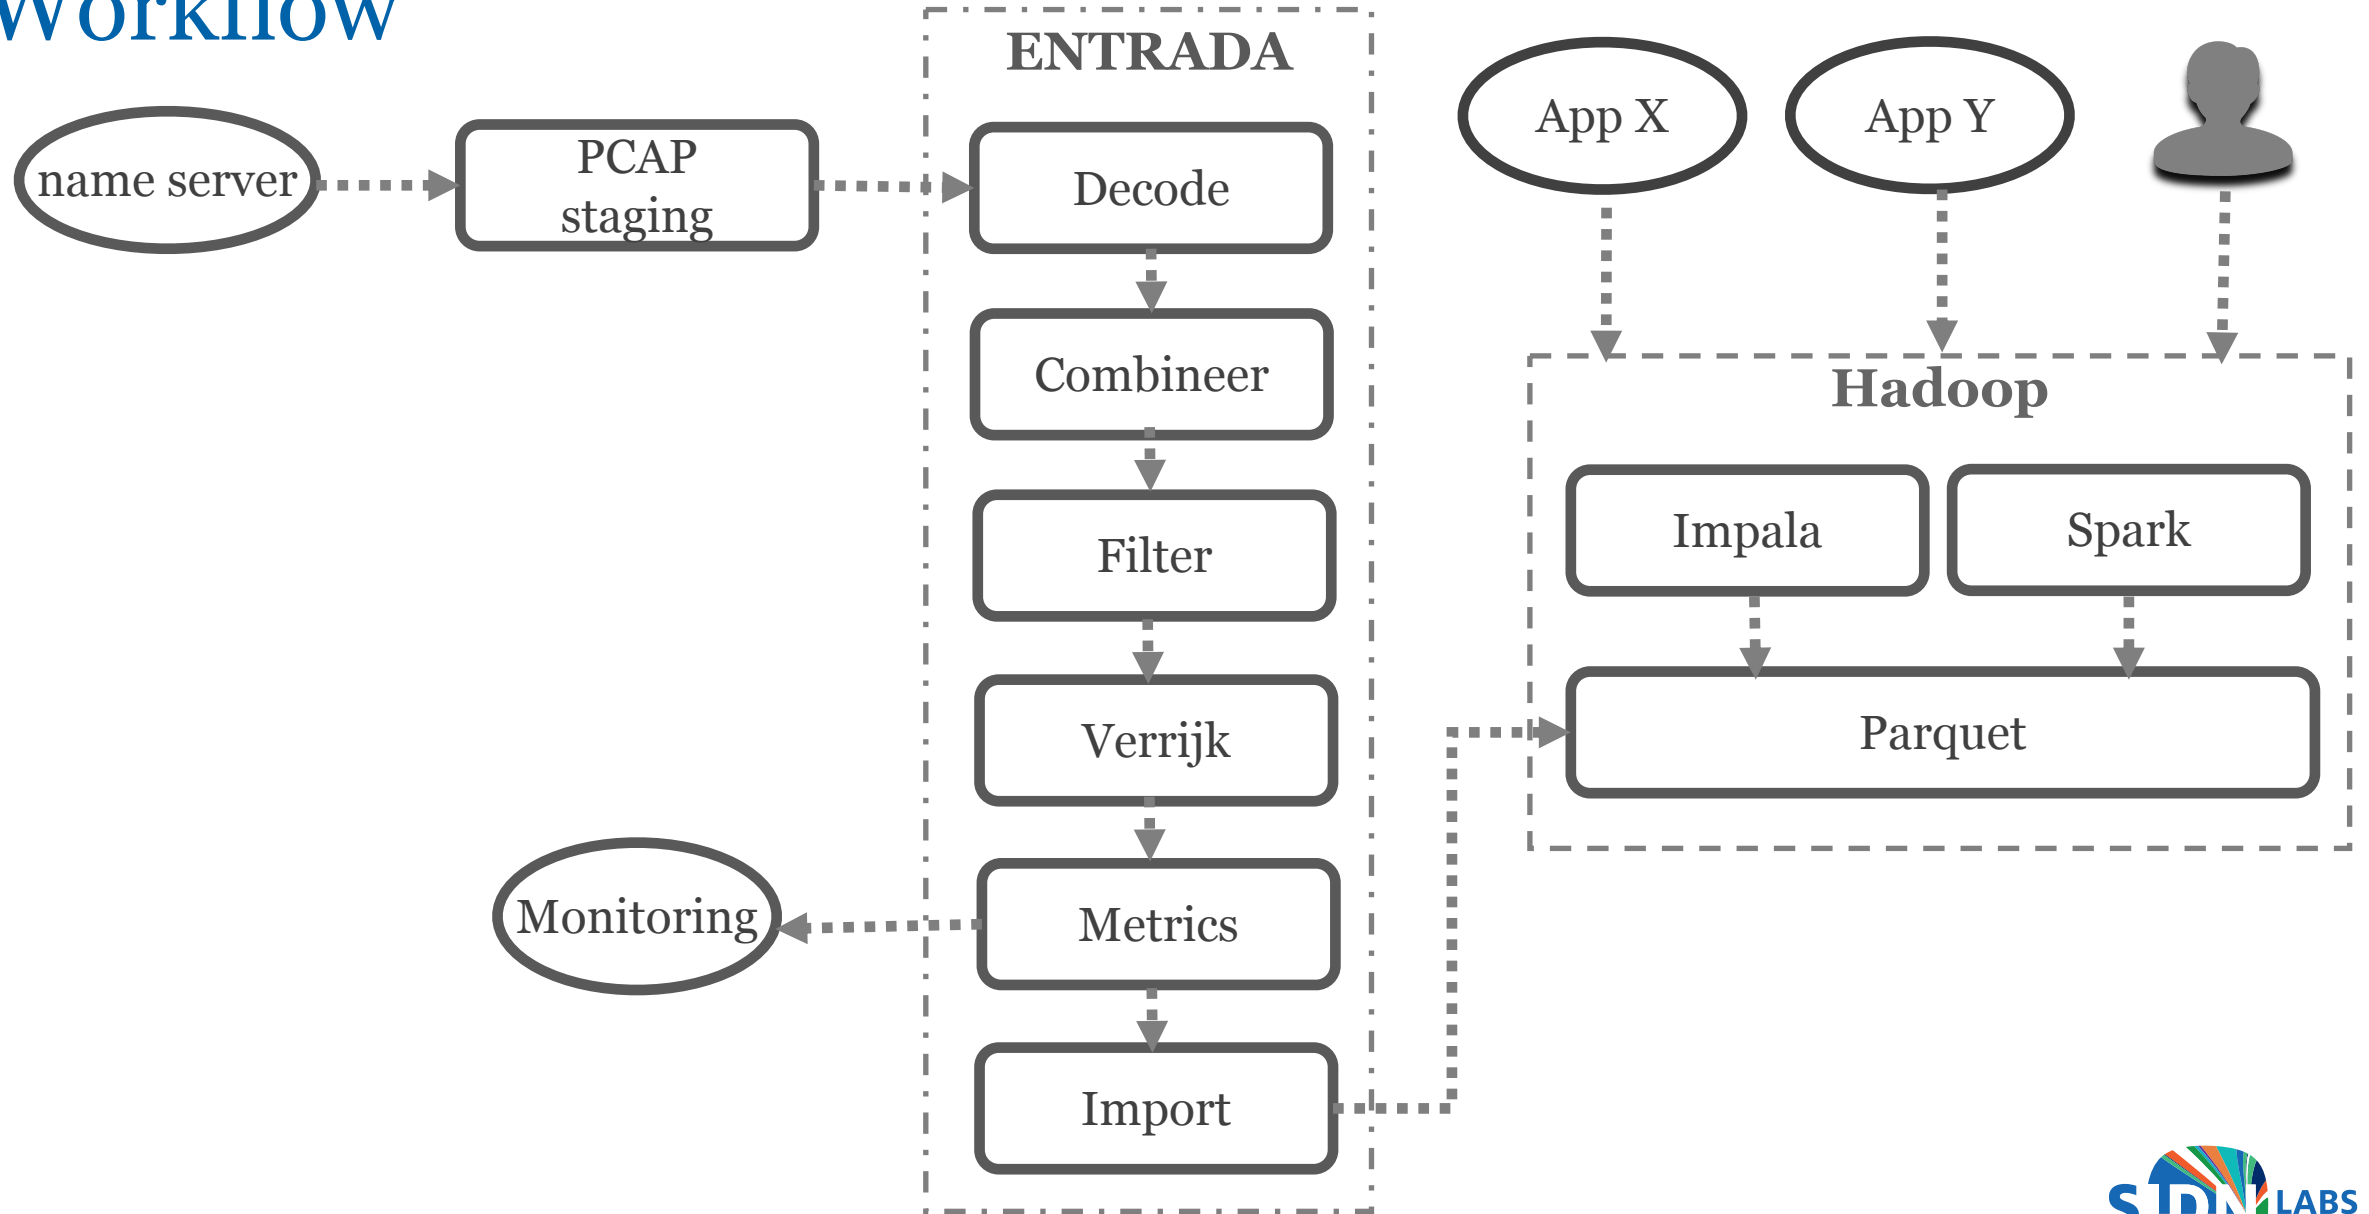 Workflow
ENTRADA
name server
PCAP
staging
Decode
Combineer
Filter
Verrijk
Metrics
Import
Monitoring
App X
App Y
Hadoop
Impala
Spark
Parquet
SIDN LABS